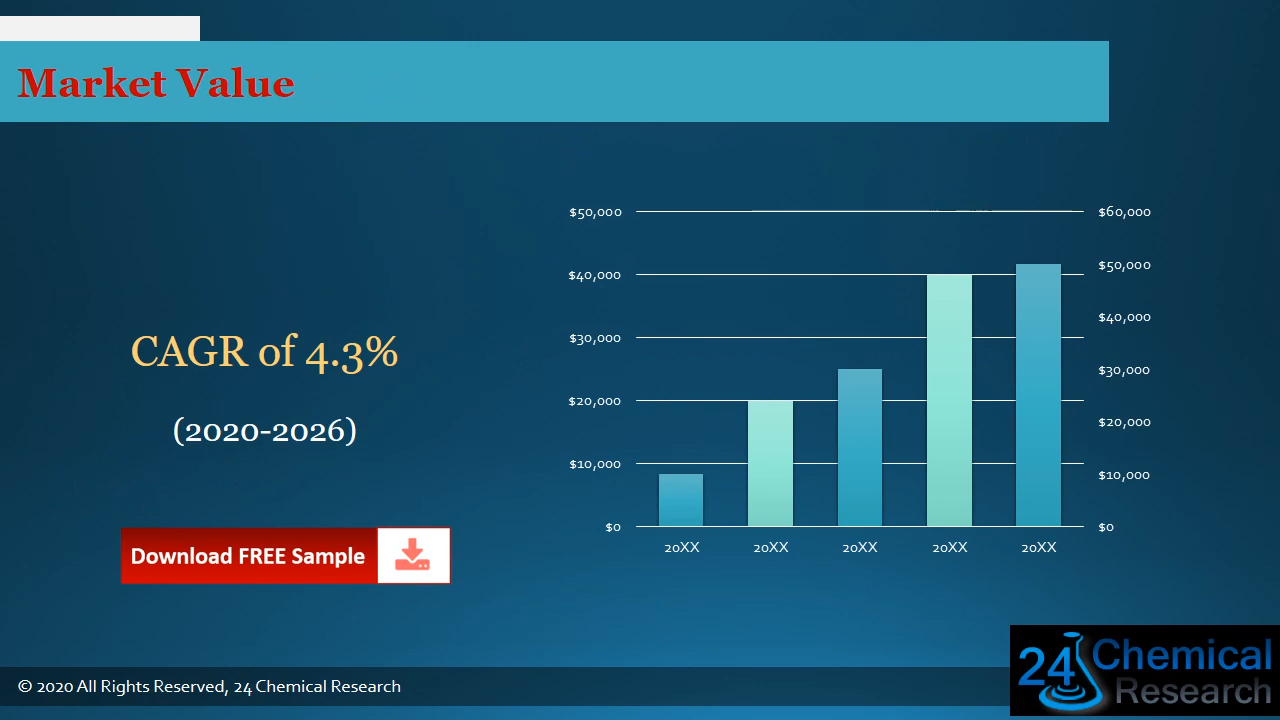 Market Value
CAGR of 4.3%
(2020-2026)
Download FREE Sample
$50,000
$40,000
$30,000
$20,000
$10,000
$0
$60,000
$50,000
$40,000
$30,000
$20,000
$10,000
$0
20XX 20XX 20XX 20XX 20XX
© 2020 All Rights Reserved, 24 Chemical Research
24 Chemical
Research